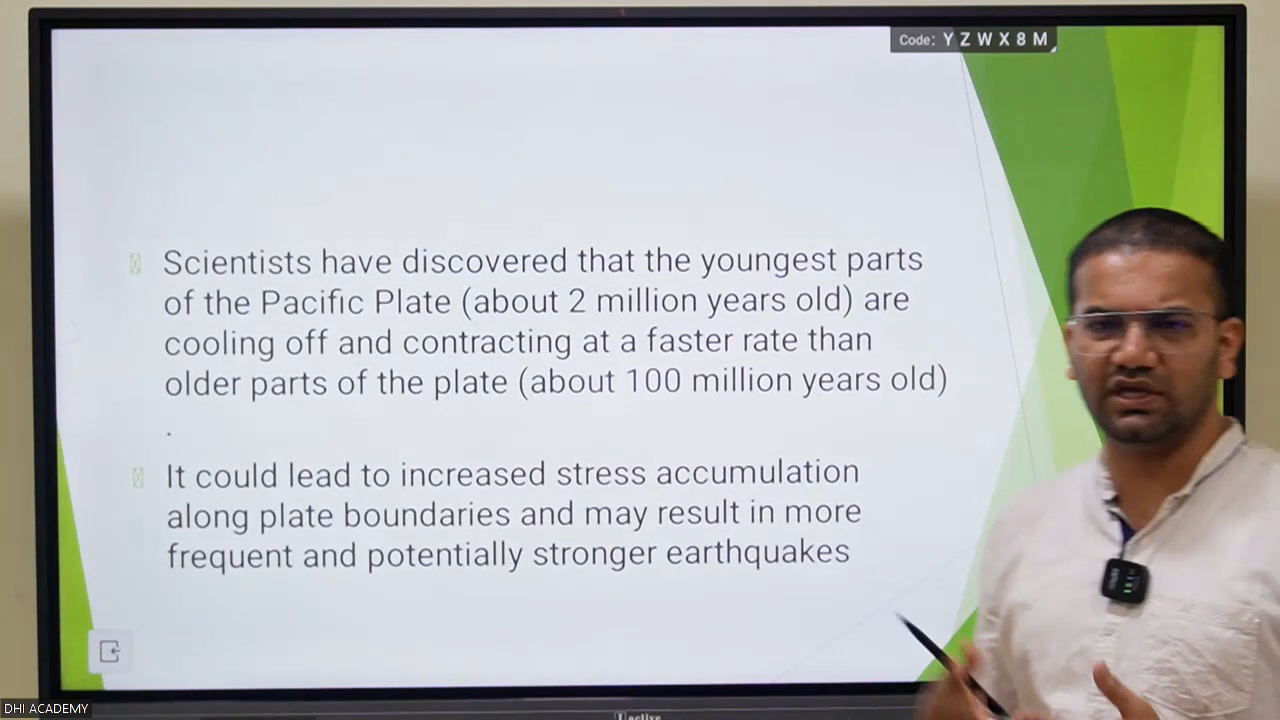 Code: Y Z W X 8 M
Scientists have discovered that the youngest parts
of the Pacific Plate (about 2 million years old) are
cooling off and contracting at a faster rate than
older parts of the plate (about 100 million years old)
.
It could lead to increased stress accumulation
along plate boundaries and may result in more
frequent and potentially stronger earthquakes
DHI ACADEMY